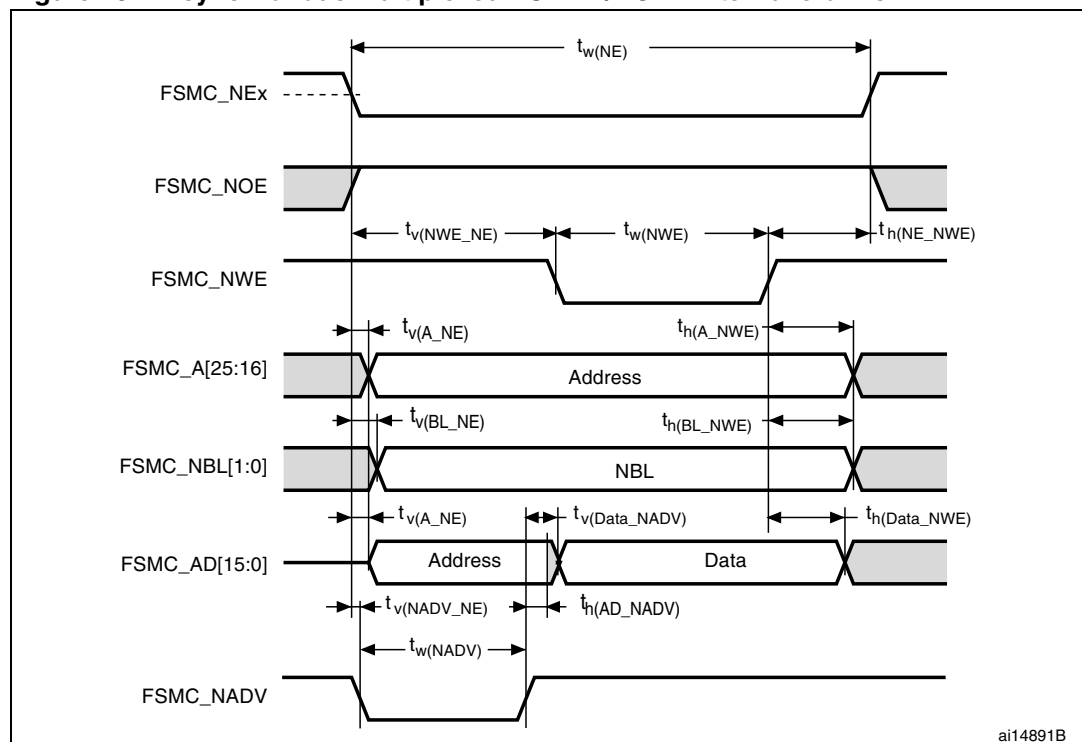 t_w(NE)
FSMC_NEx
FSMC_NOE
t_v(NWE_NE) t_w(NWE) t_h(NE_NWE)
FSMC_NWE
t_v(A_NE) t_h(A_NWE)
FSMC_A[25:16] Address
t_v(BL_NE) t_h(BL_NWE)
FSMC_NBL[1:0] NBL
t_v(A_NE) t_v(Data_NADV) t_h(Data_NWE)
FSMC_AD[15:0] Address Data
t_v(NADV_NE) t_h(AD_NADV)
t_w(NADV)
FSMC_NADV
ai14891B